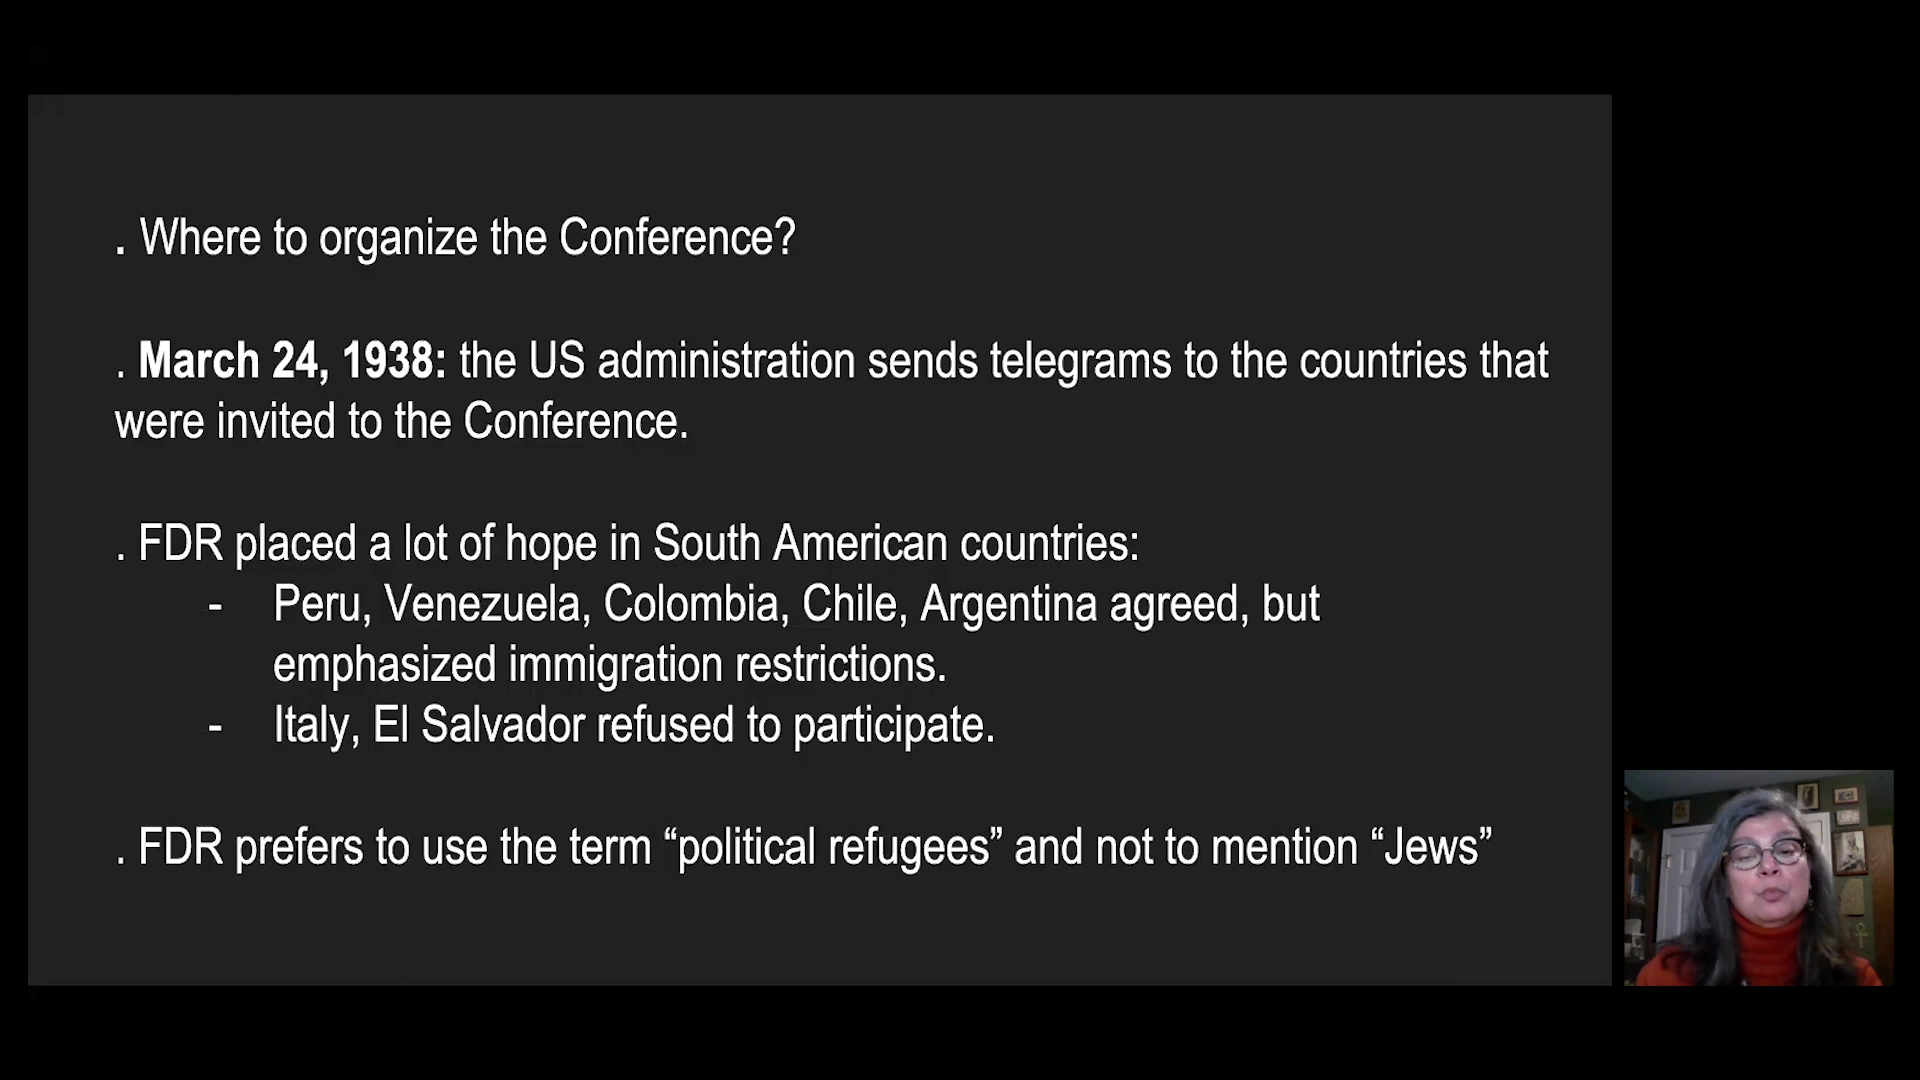 . Where to organize the Conference?
. March 24, 1938: the US administration sends telegrams to the countries that
were invited to the Conference.
. FDR placed a lot of hope in South American countries:
- Peru, Venezuela, Colombia, Chile, Argentina agreed, but
emphasized immigration restrictions.
- Italy, El Salvador refused to participate.
. FDR prefers to use the term “political refugees” and not to mention “Jews”